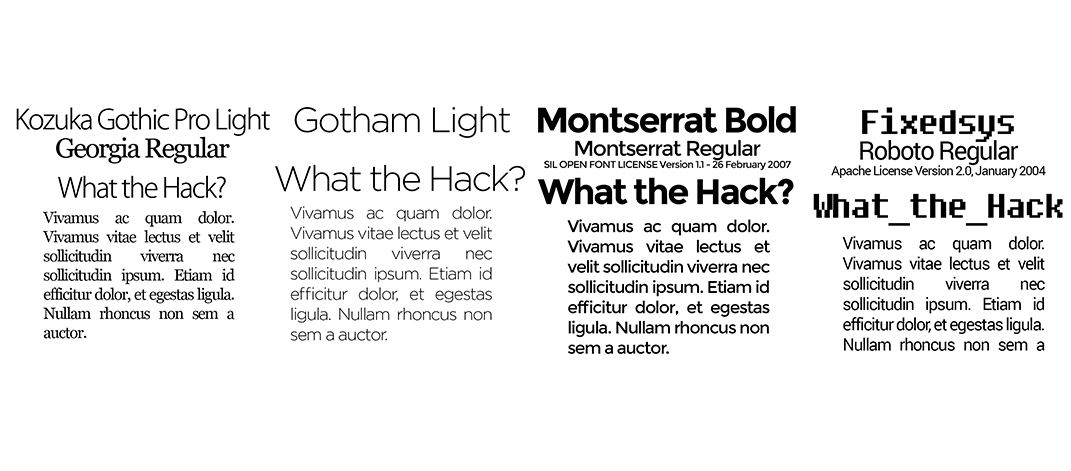 Kozuka Gothic Pro Light
Georgia Regular
What the Hack?
Vivamus ac quam dolor.
Vivamus vitae lectus et velit
sollicitudin viverra nec
sollicitudin ipsum. Etiam id
efficitur dolor, et egestas ligula.
Nullam rhoncus non sem a
auctor.
Gotham Light
What the Hack?
Vivamus ac quam dolor.
Vivamus vitae lectus et velit
sollicitudin viverra nec
sollicitudin ipsum. Etiam id
efficitur dolor, et egestas
ligula. Nullam rhoncus non
sem a auctor.
Montserrat Bold
Montserrat Regular
SIL OPEN FONT LICENSE Version 1.1 - 26 February 2007
What the Hack?
Vivamus ac quam dolor.
Vivamus vitae lectus et
velit sollicitudin viverra nec
sollicitudin ipsum. Etiam id
efficitur dolor, et egestas
ligula. Nullam rhoncus non
sem a auctor.
Fixedsys
Roboto Regular
Apache License Version 2.0, January 2004
What_the_Hack
Vivamus ac quam dolor.
Vivamus vitae lectus et velit
sollicitudin viverra nec
sollicitudin ipsum. Etiam id
efficitur dolor, et egestas ligula.
Nullam rhoncus non sem a